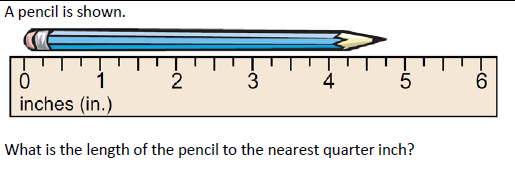 A pencil is shown.
0 1 2 3 4 5 6
inches (in.)
What is the length of the pencil to the nearest quarter inch?